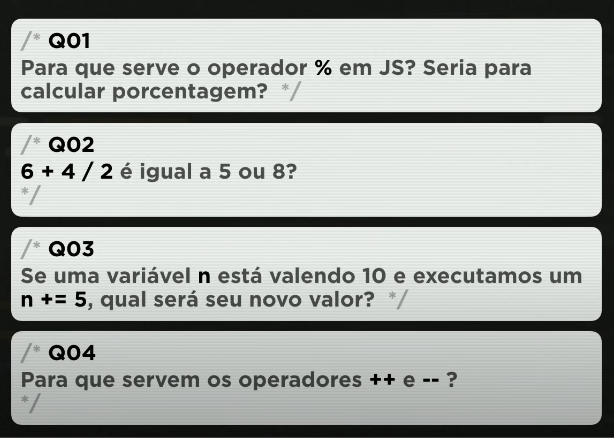 /* Q01
Para que serve o operador % em JS? Seria para
calcular porcentagem? */
/* Q02
6 + 4 / 2 é igual a 5 ou 8?
*/
/* Q03
Se uma variável n está valendo 10 e executamos um
n += 5, qual será seu novo valor? */
/* Q04
Para que servem os operadores ++ e -- ?
*/